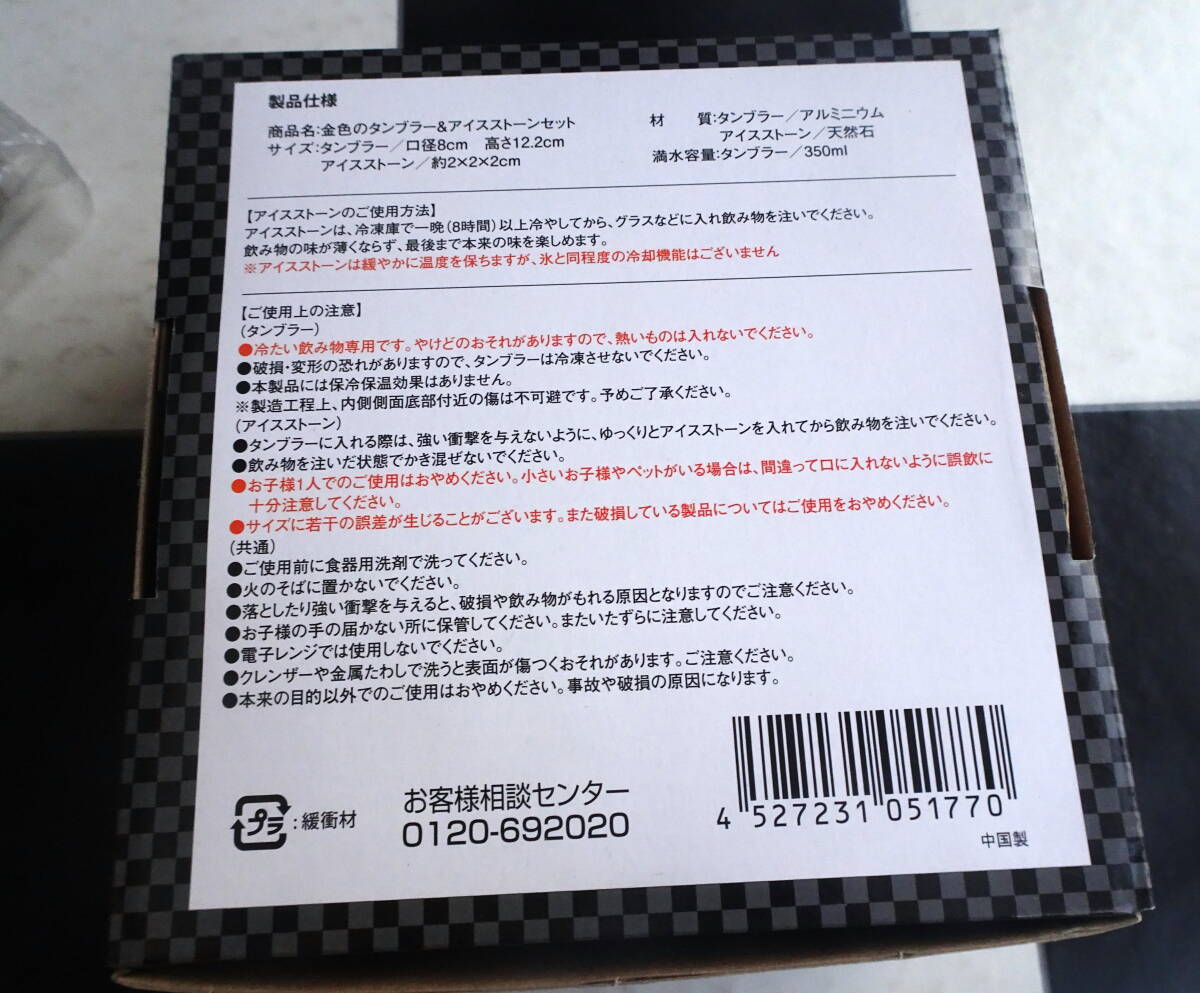 製品仕様
商品名:金色のタンブラー&アイスストーンセット
サイズ:タンブラー/口径8cm 高さ12.2cm
アイスストーン/約2×2×2cm
材 質:タンブラー/アルミニウム
アイスストーン/天然石
満水容量:タンブラー/350ml
【アイスストーンのご使用方法】
アイスストーンは、冷凍庫で一晩(8時間)以上冷やしてから、グラスなどに入れ飲み物を注いでください。
飲み物の味が薄くならず、最後まで本来の味を楽しめます。
※アイスストーンは緩やかに温度を保ちますが、氷と同程度の冷却機能はございません
【ご使用上の注意】
(タンブラー)
●冷たい飲み物専用です。やけどのおそれがありますので、熱いものは入れないでください。
●破損・変形の恐れがありますので、タンブラーは冷凍させないでください。
●本製品には保冷保温効果はありません。
※製造工程上、内側側面底部付近の傷は不可避です。予めご了承ください。
(アイスストーン)
●タンブラーに入れる際は、強い衝撃を与えないように、ゆっくりとアイスストーンを入れてから飲み物を注いでください。
●飲み物を注いだ状態でかき混ぜないでください。
●お子様1人でのご使用はおやめください。小さいお子様やペットがいる場合は、間違って口に入れないように誤飲に
十分注意してください。
●サイズに若干の誤差が生じることがございます。また破損している製品についてはご使用をおやめください。
(共通)
●ご使用前に食器用洗剤で洗ってください。
●火のそばに置かないでください。
●落としたり強い衝撃を与えると、破損や飲み物がもれる原因となりますのでご注意ください。
●お子様の手の届かない所に保管してください。またいたずらに注意してください。
●電子レンジでは使用しないでください。
●クレンザーや金属たわしで洗うと表面が傷つくおそれがあります。ご注意ください。
●本来の目的以外でのご使用はおやめください。事故や破損の原因になります。
プラ:緩衝材
お客様相談センター
0120-692020
4 527231 051770
中国製